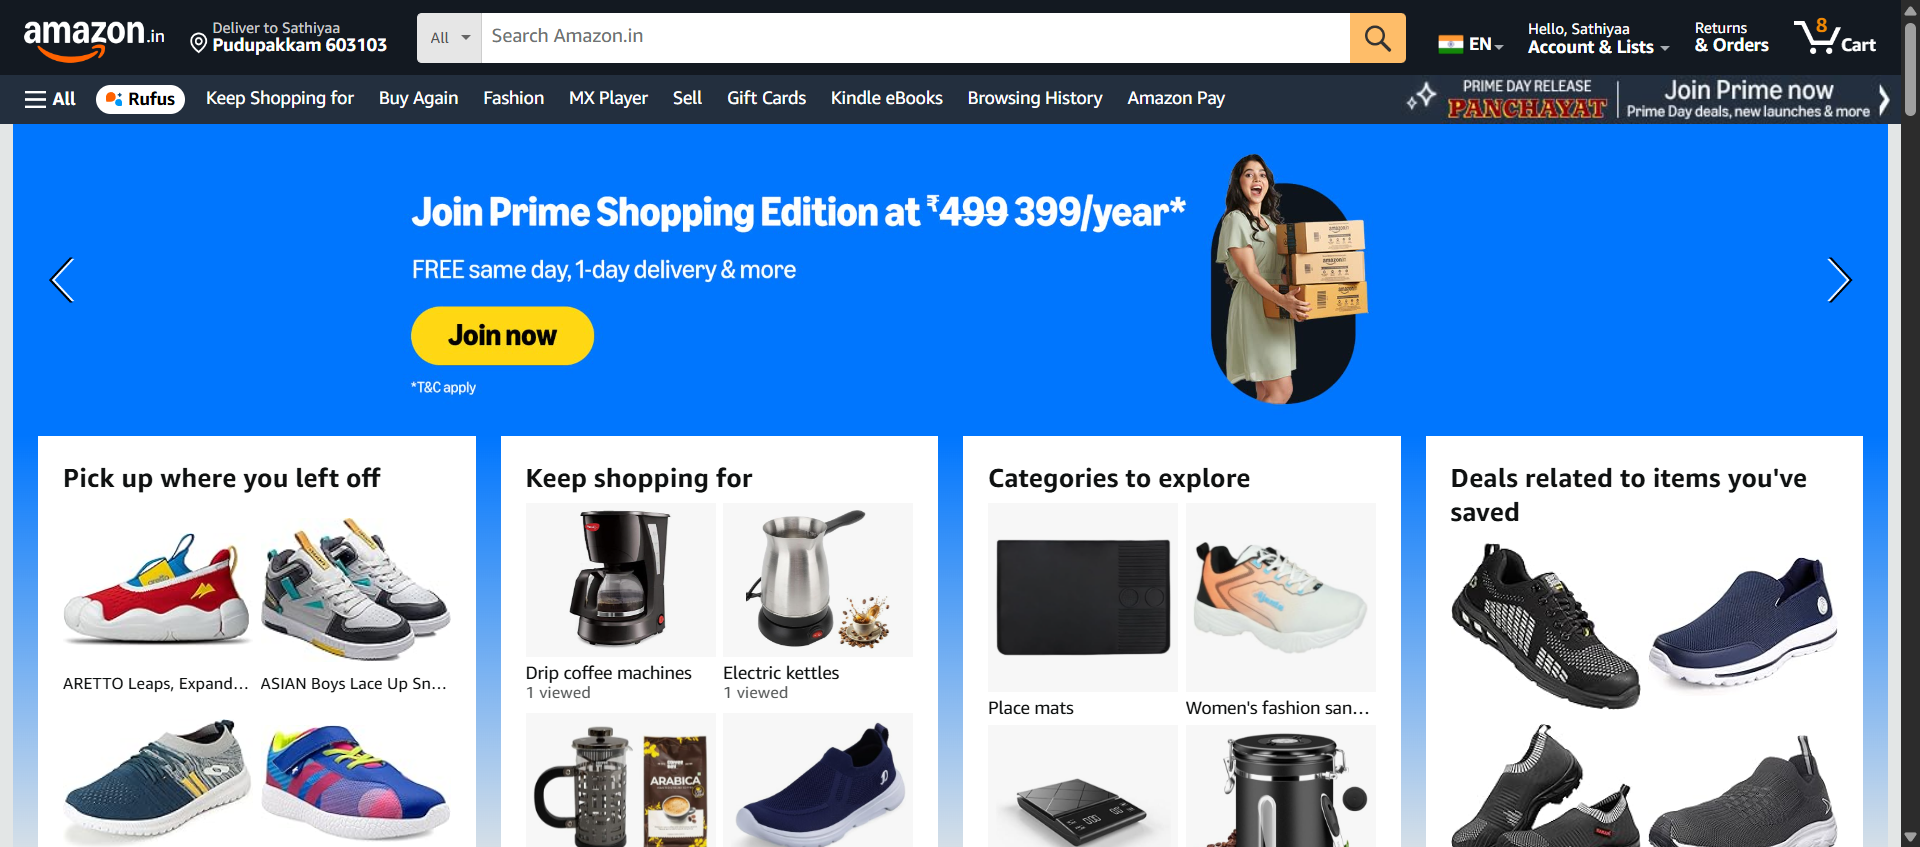 amazon.in
Deliver to Sathiyaa
Pudupakkam 603103
All
Search Amazon.in
EN
Hello, Sathiyaa
Account & Lists
Returns
& Orders
8
Cart
All
Rufus
Keep Shopping for
Buy Again
Fashion
MX Player
Sell
Gift Cards
Kindle eBooks
Browsing History
Amazon Pay
PRIME DAY RELEASE
PANCHAYAT
Join Prime now
Prime Day deals, new launches & more
Join Prime Shopping Edition at ₹499 399/year*
FREE same day, 1-day delivery & more
Join now
*T&C apply
Pick up where you left off
ARETTO Leaps, Expand...
ASIAN Boys Lace Up Sn...
Keep shopping for
Drip coffee machines
1 viewed
Electric kettles
1 viewed
ARABICA
Categories to explore
Place mats
Women's fashion san...
Deals related to items you've
saved